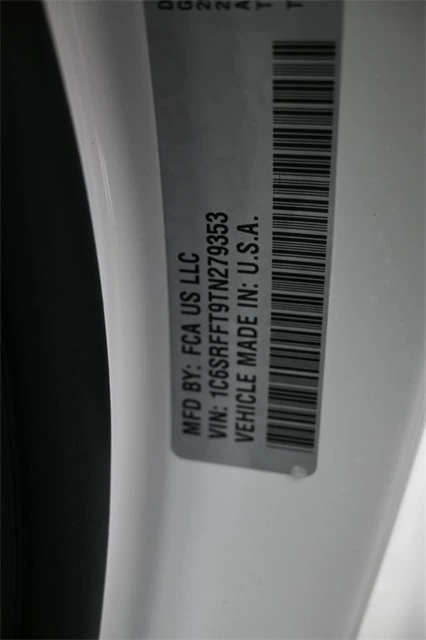 MFD BY: FCA US LLC
VIN: 1C6SRFFT9TN279353
VEHICLE MADE IN: U.S.A.